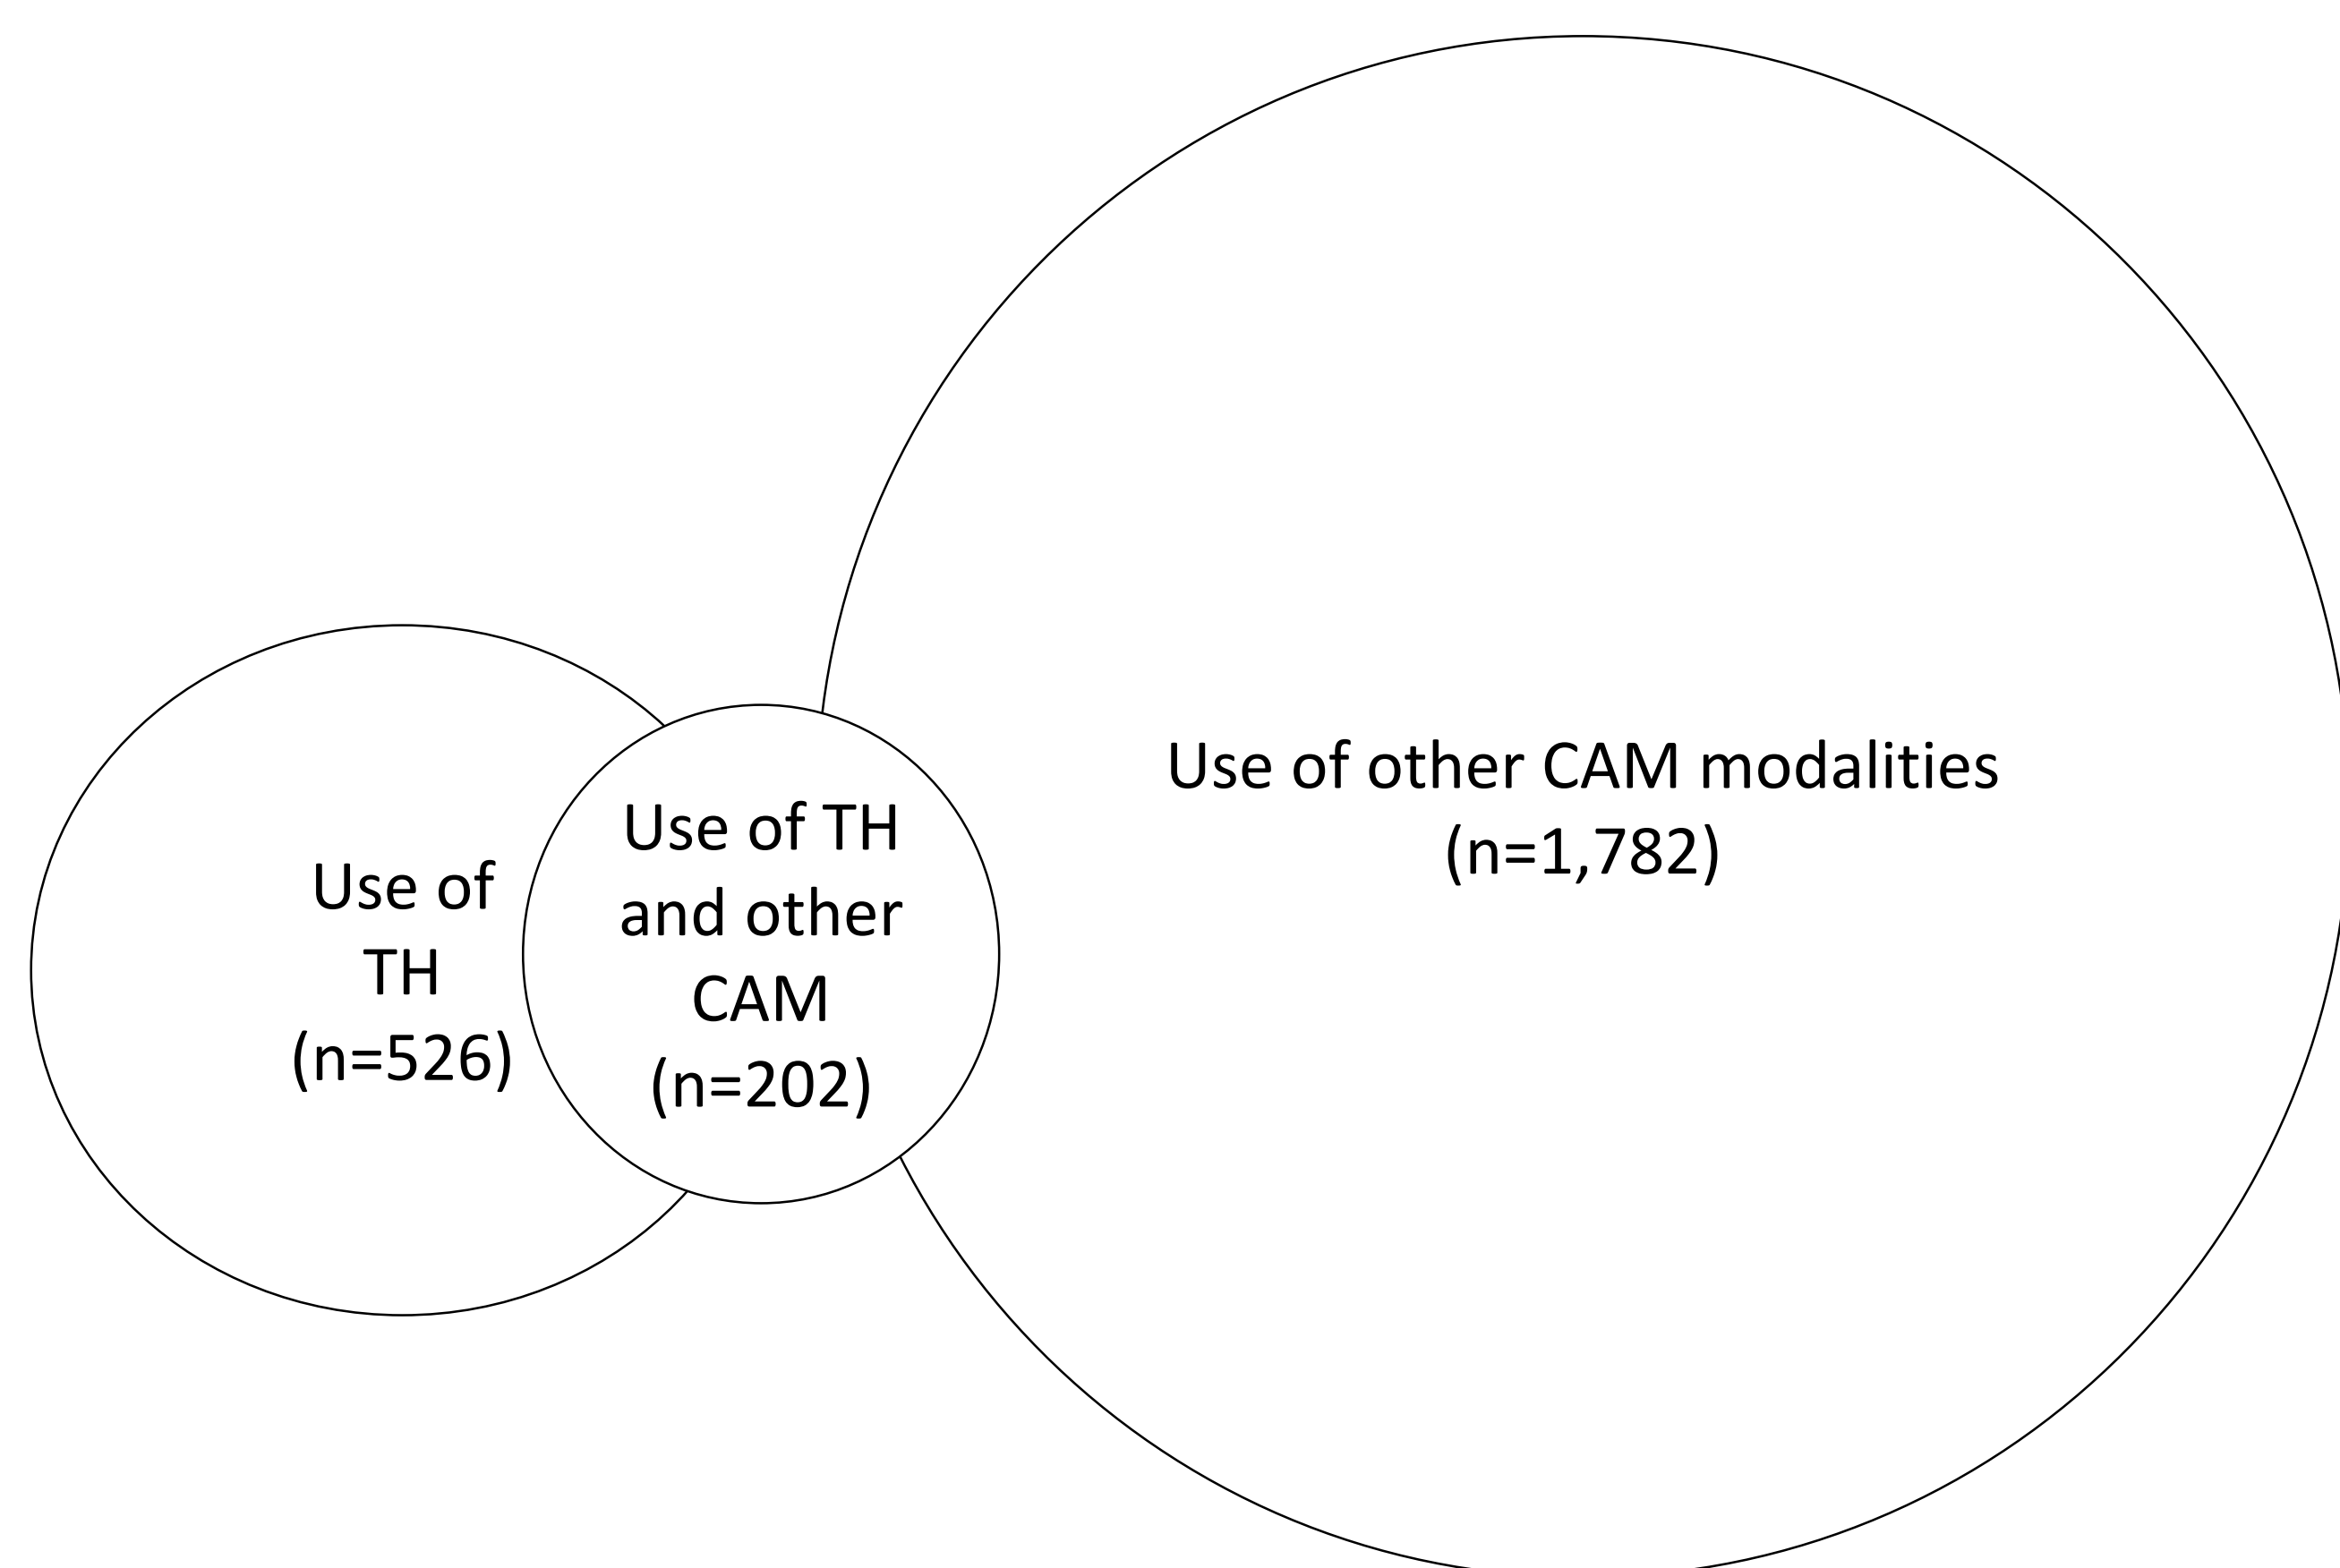 Use of
TH
(n=526)
Use of TH
and other
CAM
(n=202)
Use of other CAM modalities
(n=1,782)